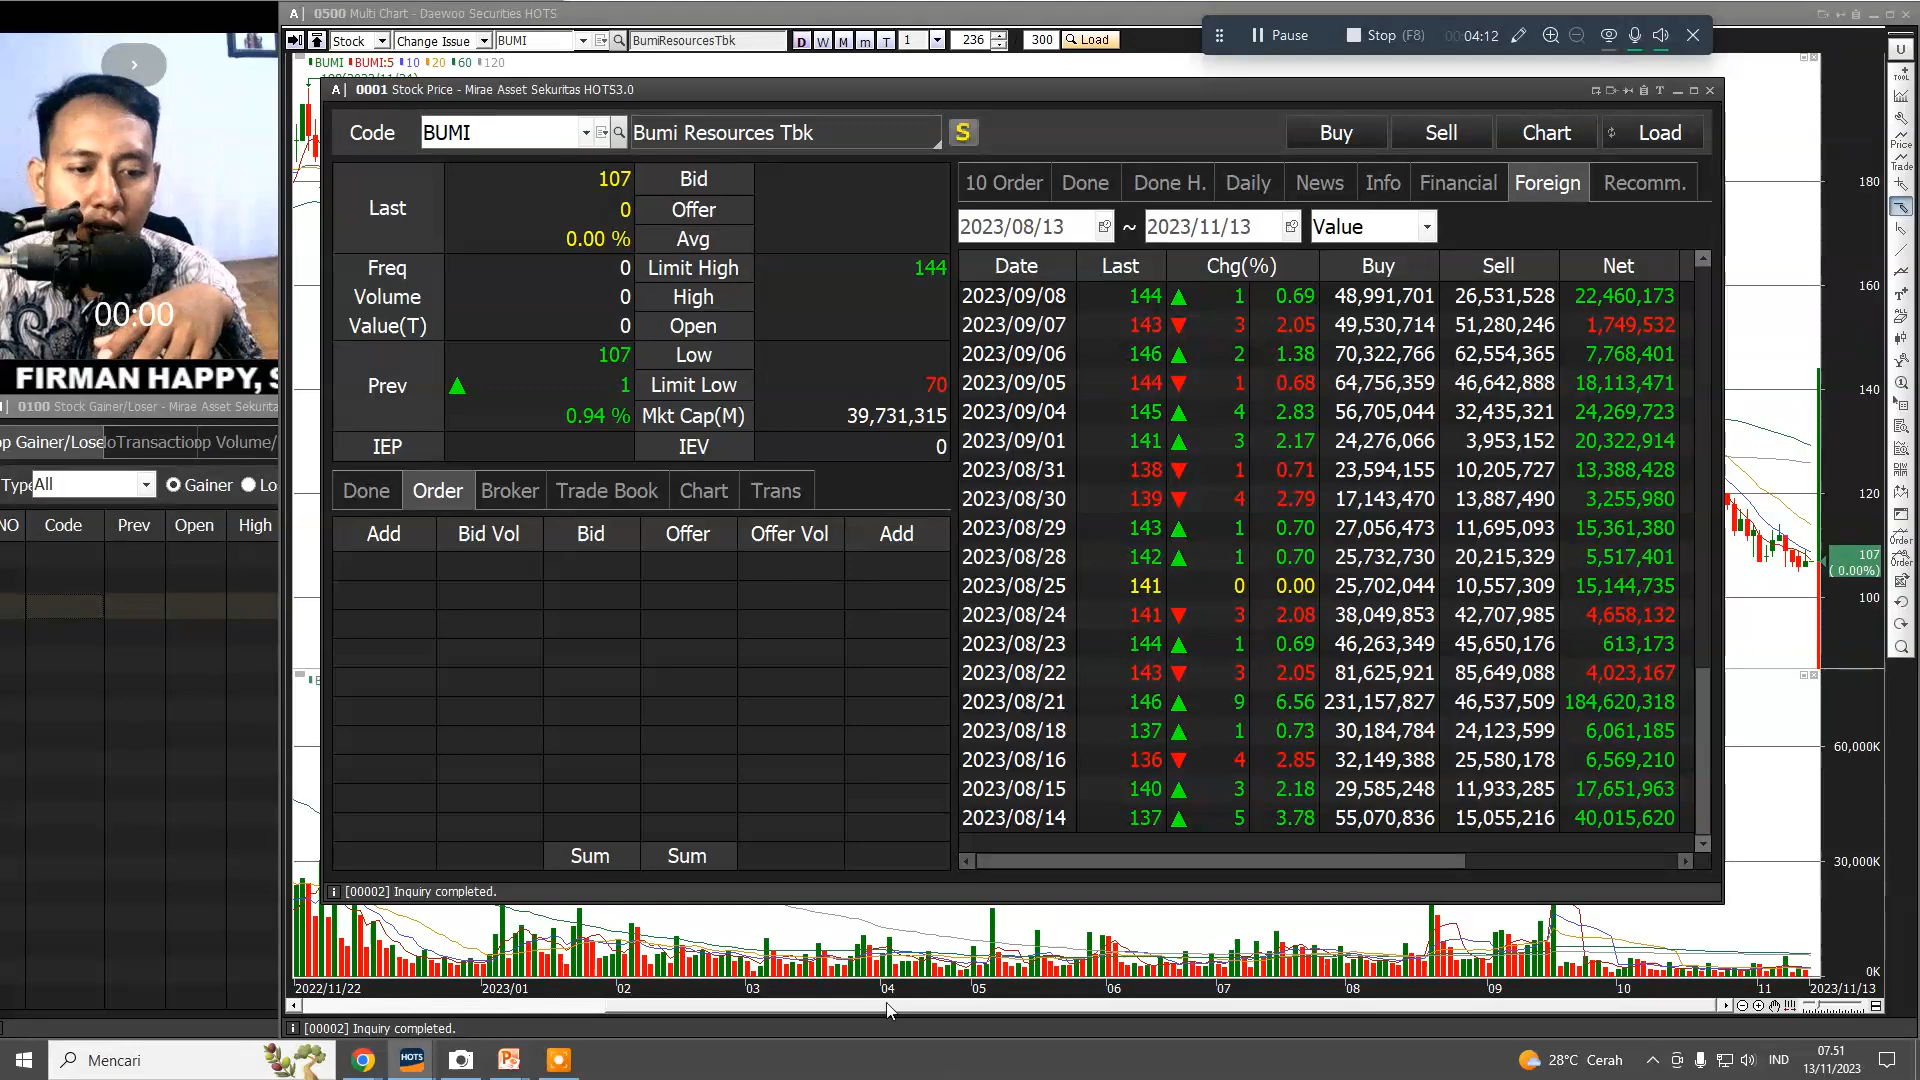 0500 Multi Chart - Daewoo Securities HOTS
Stock Change Issue BUMI BumiResourcesTbk D W M m T 1 236 300 Load
Pause Stop (F8) 00:04:12
BUMI BUMI:5 10 20 60 120
0001 Stock Price - Mirae Asset Sekuritas HOTS3.0
Code BUMI Bumi Resources Tbk S Buy Sell Chart Load
Last 107 Bid
0 Offer
0.00 % Avg
Freq 0 Limit High 144
Volume 0 High
Value(T) 0 Open
107 Low
Prev ▲ 1 Limit Low 70
0.94 % Mkt Cap(M) 39,731,315
IEP IEV 0
Done Order Broker Trade Book Chart Trans
Add Bid Vol Bid Offer Offer Vol Add
Sum Sum
10 Order Done Done H. Daily News Info Financial Foreign Recomm.
2023/08/13 ~ 2023/11/13 Value
Date Last Chg(%) Buy Sell Net
2023/09/08 144 ▲ 1 0.69 48,991,701 26,531,528 22,460,173
2023/09/07 143 ▼ 3 2.05 49,530,714 51,280,246 1,749,532
2023/09/06 146 ▲ 2 1.38 70,322,766 62,554,365 7,768,401
2023/09/05 144 ▼ 1 0.68 64,756,359 46,642,888 18,113,471
2023/09/04 145 ▲ 4 2.83 56,705,044 32,435,321 24,269,723
2023/09/01 141 ▲ 3 2.17 24,276,066 3,953,152 20,322,914
2023/08/31 138 ▼ 1 0.71 23,594,155 10,205,727 13,388,428
2023/08/30 139 ▼ 4 2.79 17,143,470 13,887,490 3,255,980
2023/08/29 143 ▲ 1 0.70 27,056,473 11,695,093 15,361,380
2023/08/28 142 ▲ 1 0.70 25,732,730 20,215,329 5,517,401
2023/08/25 141 0 0.00 25,702,044 10,557,309 15,144,735
2023/08/24 141 ▼ 3 2.08 38,049,853 42,707,985 4,658,132
2023/08/23 144 ▲ 1 0.69 46,263,349 45,650,176 613,173
2023/08/22 143 ▼ 3 2.05 81,625,921 85,649,088 4,023,167
2023/08/21 146 ▲ 9 6.56 231,157,827 46,537,509 184,620,318
2023/08/18 137 ▲ 1 0.73 30,184,784 24,123,599 6,061,185
2023/08/16 136 ▼ 4 2.85 32,149,388 25,580,178 6,569,210
2023/08/15 140 ▲ 3 2.18 29,585,248 11,933,285 17,651,963
2023/08/14 137 ▲ 5 3.78 55,070,836 15,055,216 40,015,620
[00002] Inquiry completed.
00:00
FIRMAN HAPPY, S
0100 Stock Gainer/Loser - Mirae Asset Sekurita
op Gainer/Lose oTransaction op Volume/
Type All Gainer Lo
NO Code Prev Open High
180
160
140
120
107
( 0.00%)
100
60,000K
30,000K
0K
2022/11/22 2023/01 02 03 04 05 06 07 08 09 10 11 2023/11/13
[00002] Inquiry completed.
U
TOOL
Price
Trade
ALL
Order
Order
Mencari
HOTS
28°C Cerah
IND
07.51
13/11/2023